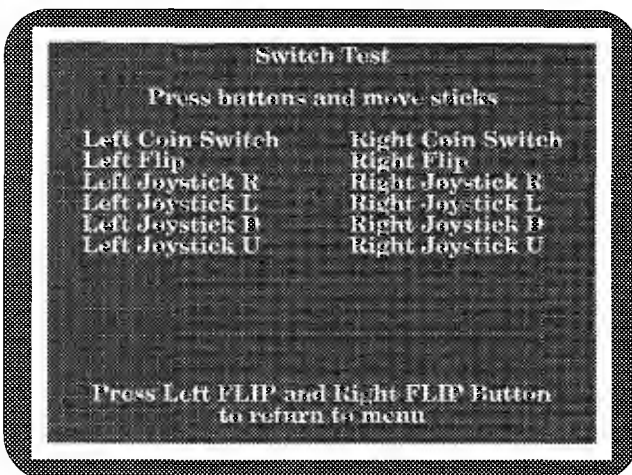 Switch Test
Press buttons and move sticks
Left Coin Switch Right Coin Switch
Left Flip Right Flip
Left Joystick R Right Joystick R
Left Joystick L Right Joystick L
Left Joystick D Right Joystick D
Left Joystick U Right Joystick U
Press Left FLIP and Right FLIP Button
to return to menu